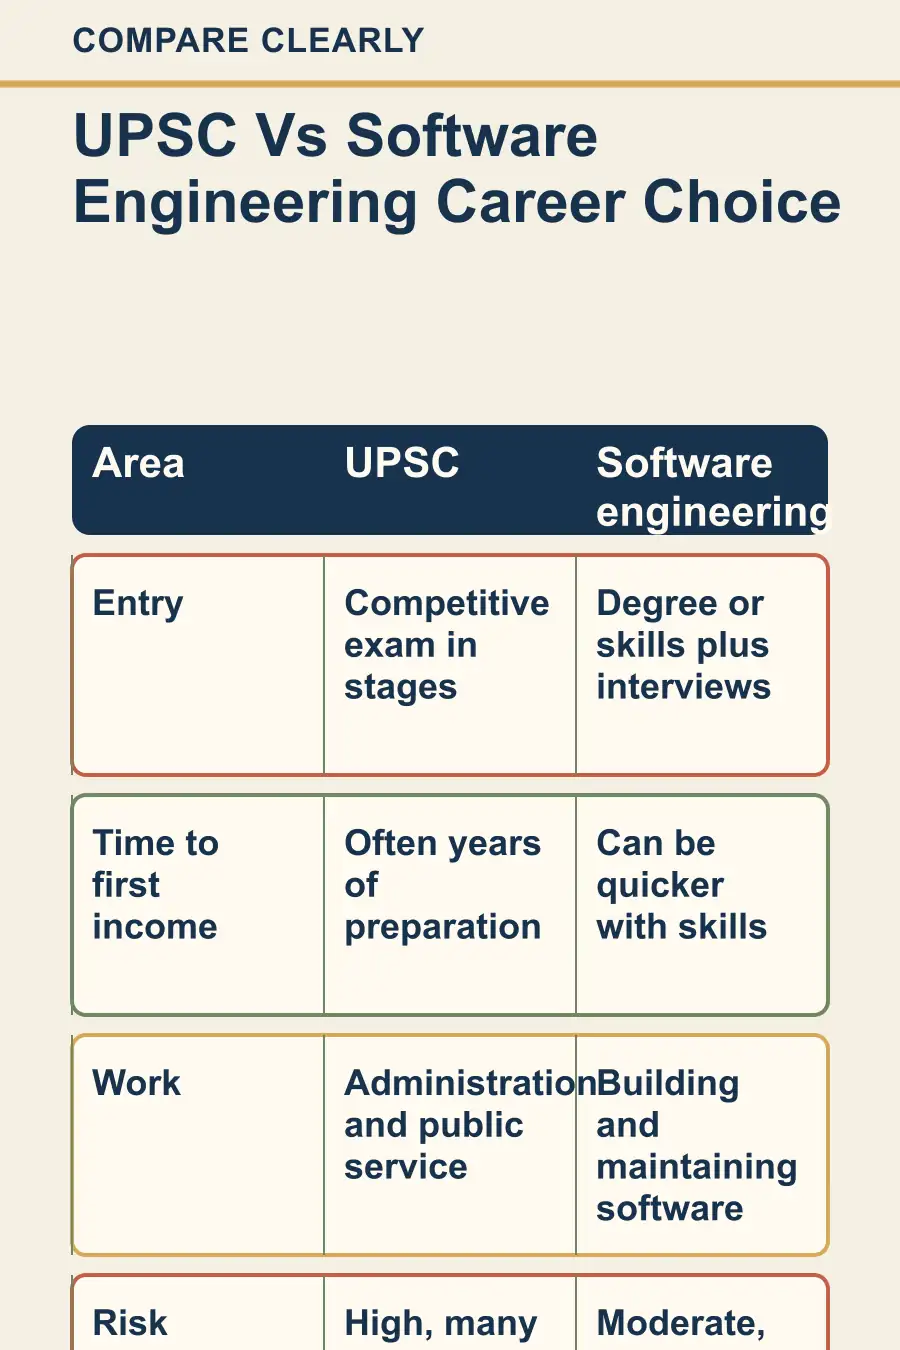 COMPARE CLEARLY
UPSC Vs Software
Engineering Career Choice
Area
UPSC
Software
engineering
Entry
Competitive
exam in
stages
Degree or
skills plus
interviews
Time to
first
income
Often years
of
preparation
Can be
quicker
with skills
Work
Administration
and public
service
Building
and
maintaining
software
Risk
High, many
Moderate,